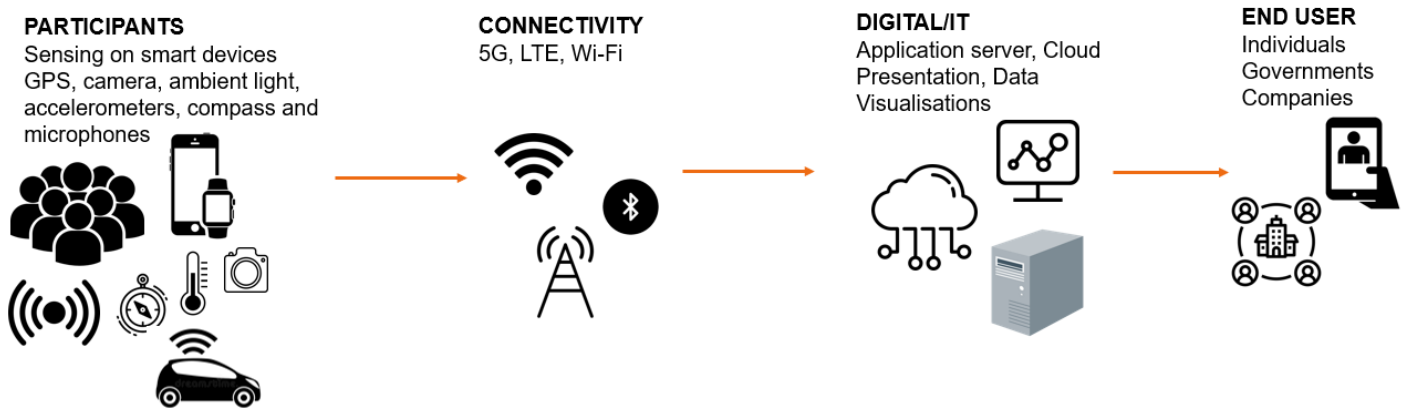 PARTICIPANTS
Sensing on smart devices
GPS, camera, ambient light,
accelerometers, compass and
microphones
CONNECTIVITY
5G, LTE, Wi-Fi
DIGITAL/IT
Application server, Cloud
Presentation, Data
Visualisations
END USER
Individuals
Governments
Companies